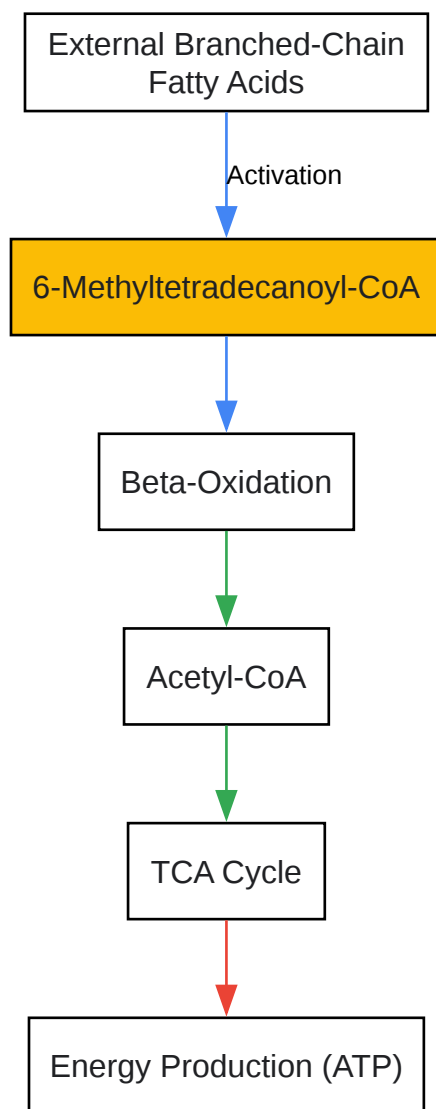 External Branched-Chain
Fatty Acids
Activation
6-Methyltetradecanoyl-CoA
Beta-Oxidation
Acetyl-CoA
TCA Cycle
Energy Production (ATP)